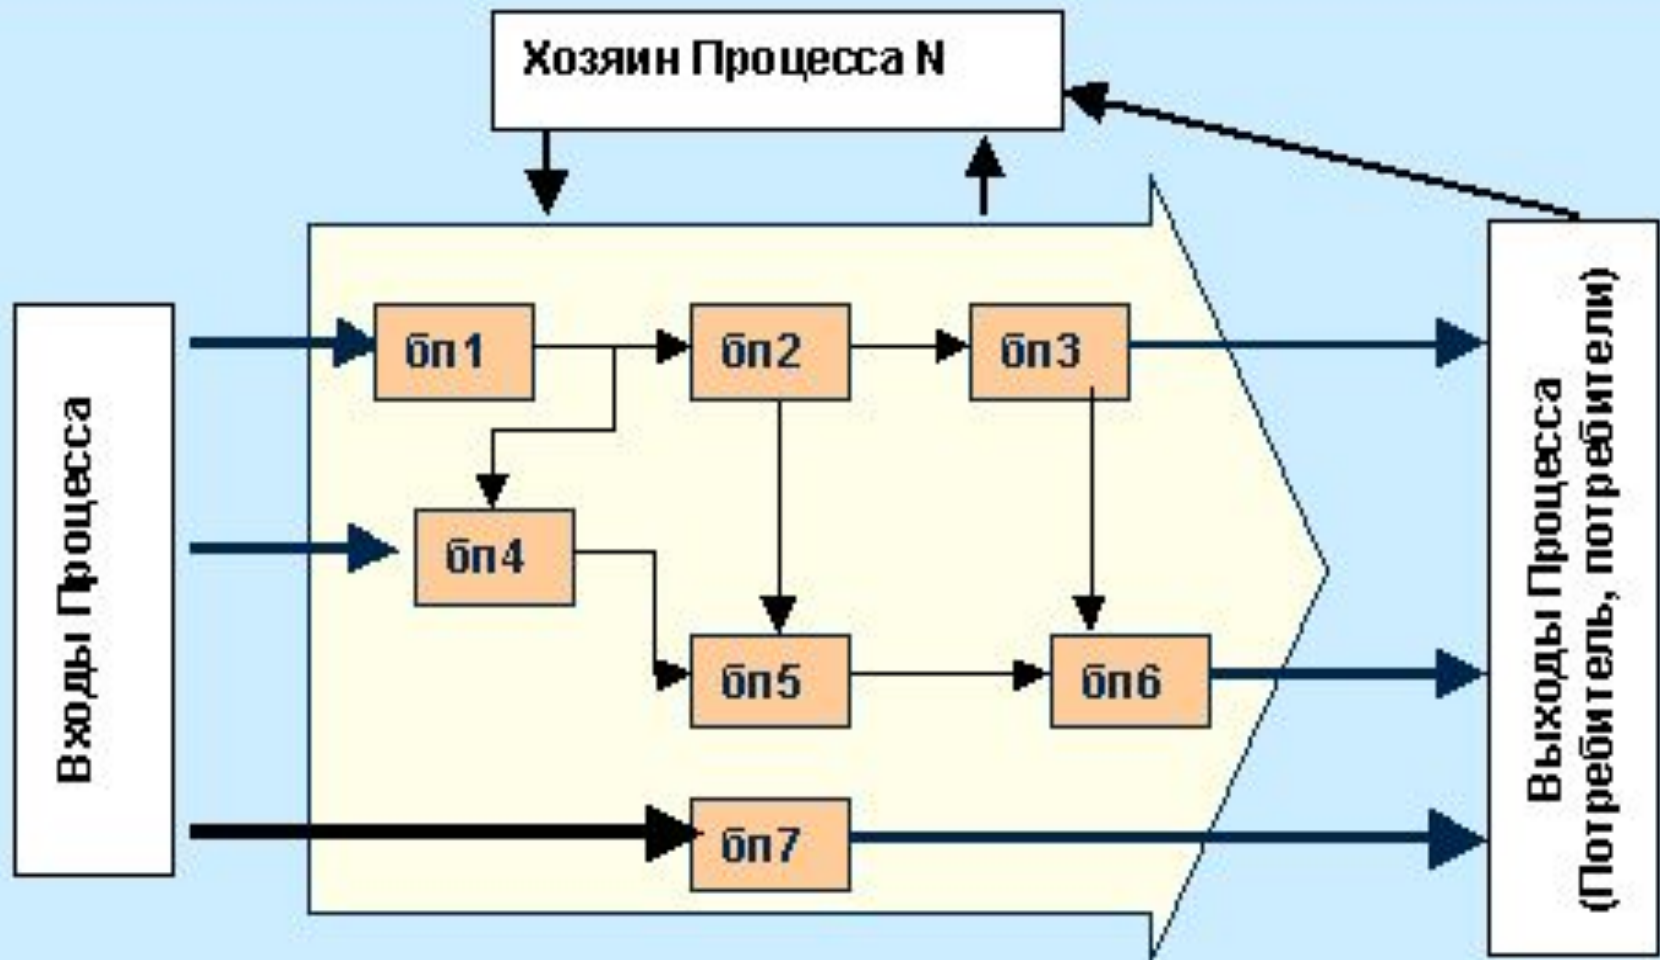 Хозяин Процесса N
Входы Процесса
бп1
бп2
бп3
бп4
бп5
бп6
бп7
Выходы Процесса
(Потребитель, потребители)